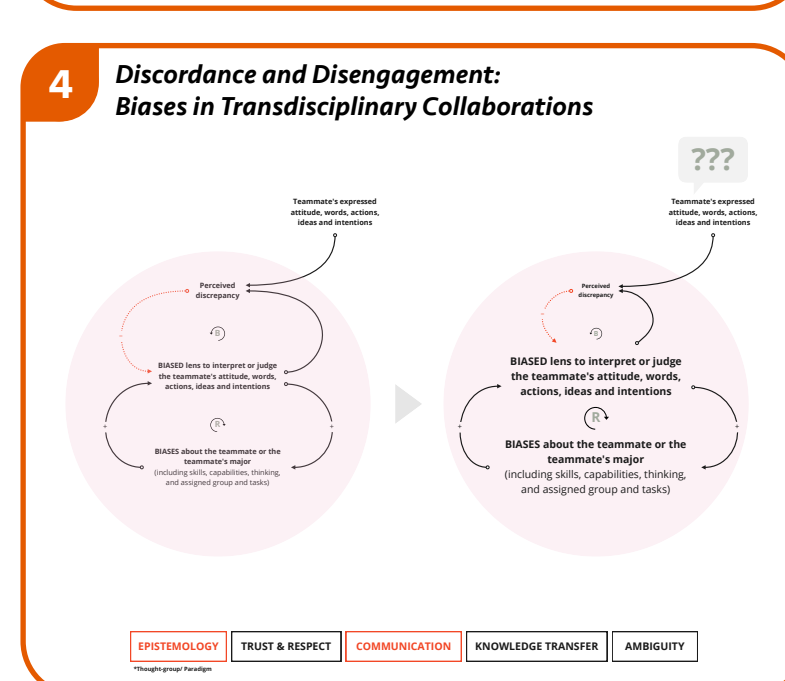 4
Discordance and Disengagement:
Biases in Transdisciplinary Collaborations
Teammate's expressed
attitude, words, actions,
ideas and intentions
Perceived
discrepancy
–
B
BIASED lens to interpret or judge
the teammate's attitude, words,
actions, ideas and intentions
+
R
+
BIASES about the teammate or the
teammate's major
(including skills, capabilities, thinking,
and assigned group and tasks)
???
Teammate's expressed
attitude, words, actions,
ideas and intentions
Perceived
discrepancy
–
B
BIASED lens to interpret or judge
the teammate's attitude, words,
actions, ideas and intentions
+
R
+
BIASES about the teammate or the
teammate's major
(including skills, capabilities, thinking,
and assigned group and tasks)
EPISTEMOLOGY
TRUST & RESPECT
COMMUNICATION
KNOWLEDGE TRANSFER
AMBIGUITY
*Thought-group/ Paradigm